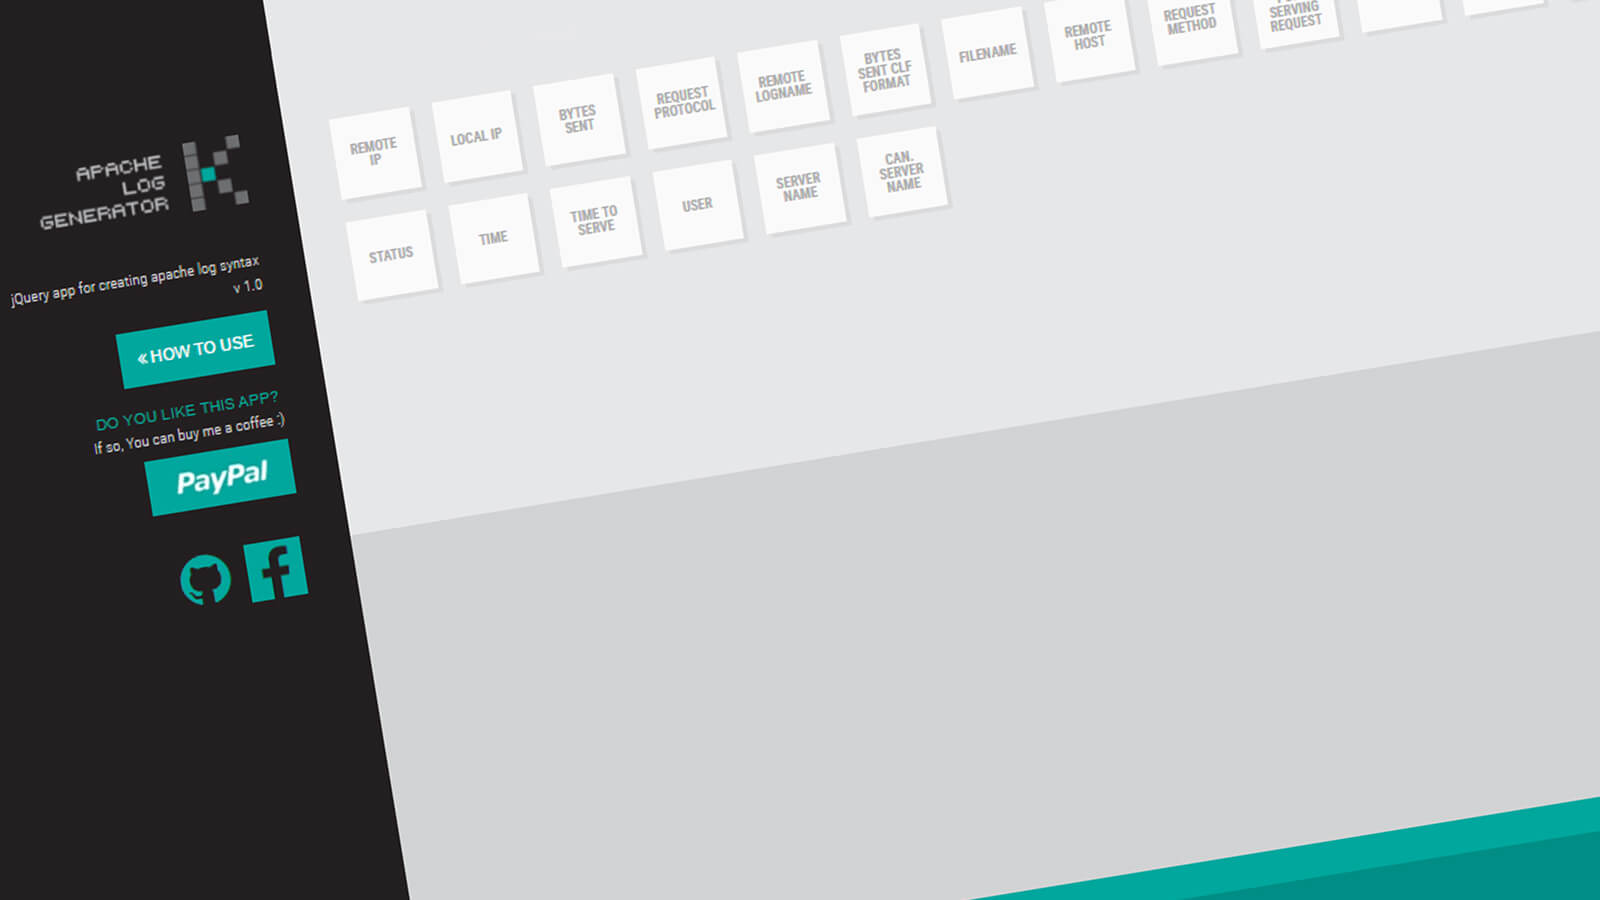 APACHE
LOG
GENERATOR
jQuery app for creating apache log syntax
v 1.0
« HOW TO USE
DO YOU LIKE THIS APP?
If so, You can buy me a coffee :)
PayPal
REMOTE
IP
LOCAL IP
BYTES
SENT
REQUEST
PROTOCOL
REMOTE
LOGNAME
BYTES
SENT CLF
FORMAT
FILENAME
REMOTE
HOST
REQUEST
METHOD
SERVING
REQUEST
STATUS
TIME
TIME TO
SERVE
USER
SERVER
NAME
CAN.
SERVER
NAME